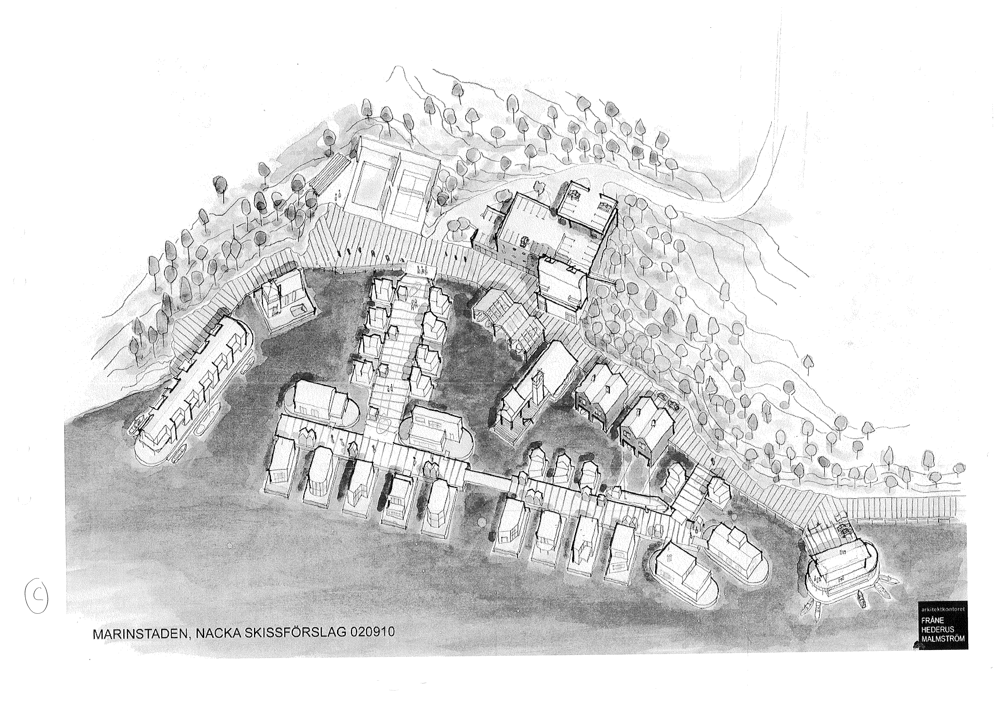 C
MARINSTADEN, NACKA SKISSFÖRSLAG 020910
arkitektkontoret
FRÅNE
HEDERUS
MALMSTRÖM